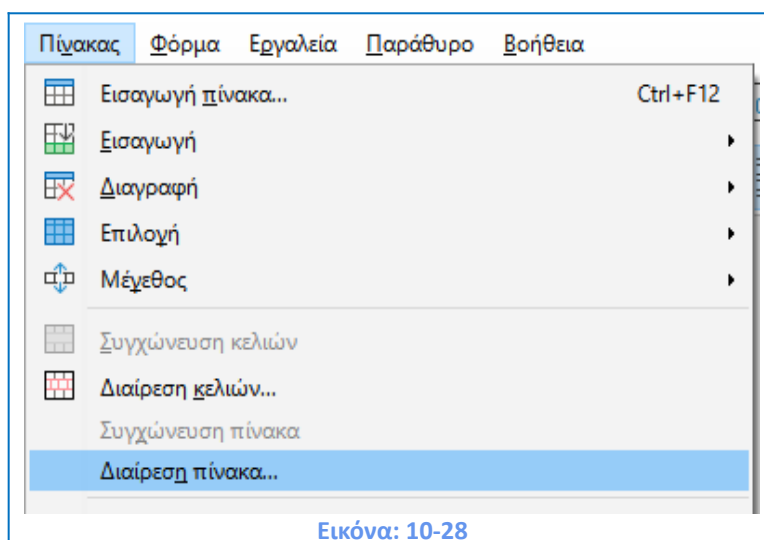 Πίνακας Φόρμα Εργαλεία Παράθυρο Βοήθεια
Εισαγωγή πίνακα... Ctrl+F12
Εισαγωγή
Διαγραφή
Επιλογή
Μέγεθος
Συγχώνευση κελιών
Διαίρεση κελιών...
Συγχώνευση πίνακα
Διαίρεση πίνακα...
Εικόνα: 10-28